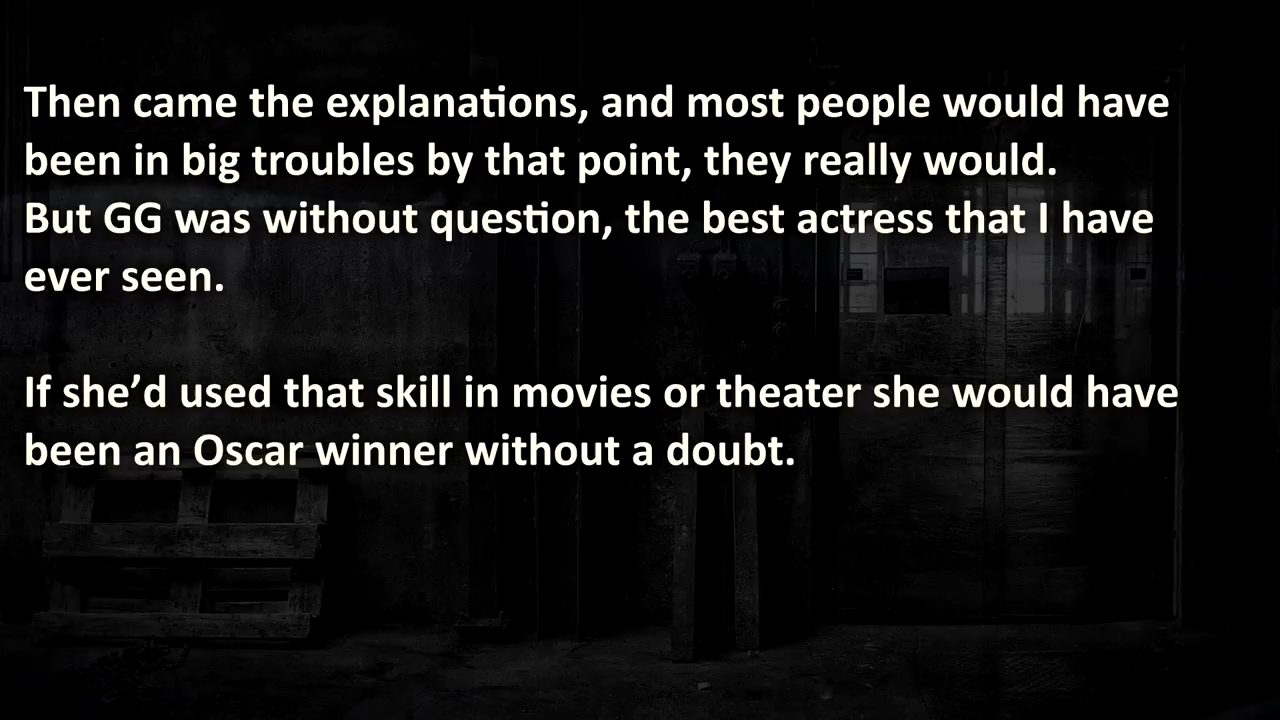 Then came the explanations, and most people would have
been in big troubles by that point, they really would.
But GG was without question, the best actress that I have
ever seen.
If she’d used that skill in movies or theater she would have
been an Oscar winner without a doubt.